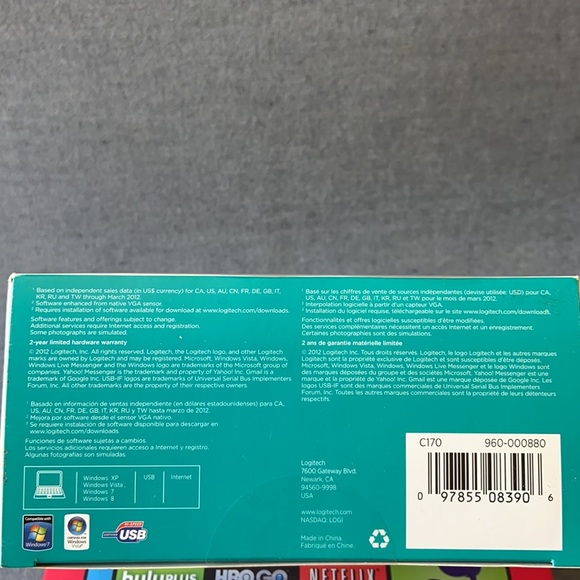 ¹ Based on independent sales data (in US$ currency) for CA, US, AU, CN, FR, DE, GB, IT,
KR, RU and TW through March 2012.
² Software enhanced from native VGA sensor.
³ Requires installation of software available for download at www.logitech.com/downloads.
Software features and offerings subject to change.
Additional services require Internet access and registration.
Some photographs are simulated.
2-year limited hardware warranty
© 2012 Logitech, Inc. All rights reserved. Logitech, the Logitech logo, and other Logitech
marks are owned by Logitech and may be registered. Microsoft, Windows Vista, Windows,
Windows Live Messenger and the Windows logo are trademarks of the Microsoft group of
companies. Yahoo! Messenger is the trademark and property of Yahoo! Inc. Gmail is a
trademark of Google Inc. USB-IF logos are trademarks of Universal Serial Bus Implementers
Forum, Inc. All other trademarks are the property of their respective owners.
¹ Basado en información de ventas independiente (en dólares estadounidenses) para CA,
US, AU, CN, FR, DE, GB, IT, KR, RU y TW hasta marzo de 2012.
² Mejora por software desde el sensor VGA nativo.
³ Se requiere instalación de software disponible para descargar en
www.logitech.com/downloads.
Funciones de software sujetas a cambios.
Los servicios adicionales requieren acceso a Internet y registro.
Algunas fotografías son simuladas.
Windows XP
Windows Vista
Windows 7
Windows 8
USB
Internet
Compatible with
Windows 7
CERTIFIED FOR
Windows Vista
CERTIFIED
HI-SPEED
USB
¹ Basé sur les chiffres de vente de sources indépendantes (devise utilisée: USD) pour CA,
US, AU, CN, FR, DE, GB, IT, KR, RU et TW pour le mois de mars 2012.
² Interpolation logicielle à partir d'un capteur VGA.
³ Installation du logiciel requise, téléchargeable sur le site www.logitech.com/downloads.
Fonctionnalités et offres logicielles susceptibles d'être modifiées.
Des services complémentaires nécessitent un accès Internet et un enregistrement.
Certaines photographies sont des simulations.
2 ans de garantie matérielle limitée
© 2012 Logitech, Inc. Tous droits réservés. Logitech, le logo Logitech et les autres marques
Logitech sont la propriété exclusive de Logitech et sont susceptibles d'être déposés.
Microsoft, Windows Vista, Windows, Windows Live Messenger et le logo Windows sont
des marques déposées du groupe et des sociétés Microsoft. Yahoo! Messenger est une
marque et la propriété de Yahoo! Inc. Gmail est une marque déposée de Google Inc. Les
logos USB-IF sont des marques commerciales de Universal Serial Bus Implementers
Forum, Inc. Toutes les autres marques commerciales sont la propriété de leurs détenteurs
respectifs.
Logitech
7600 Gateway Blvd.
Newark, CA
94560-9998
USA
www.logitech.com
NASDAQ: LOGI
Made in China.
Fabriqué en Chine.
C170 960-000880
0 97855 08390 6
huluPLUS HBO GO NETFLIX